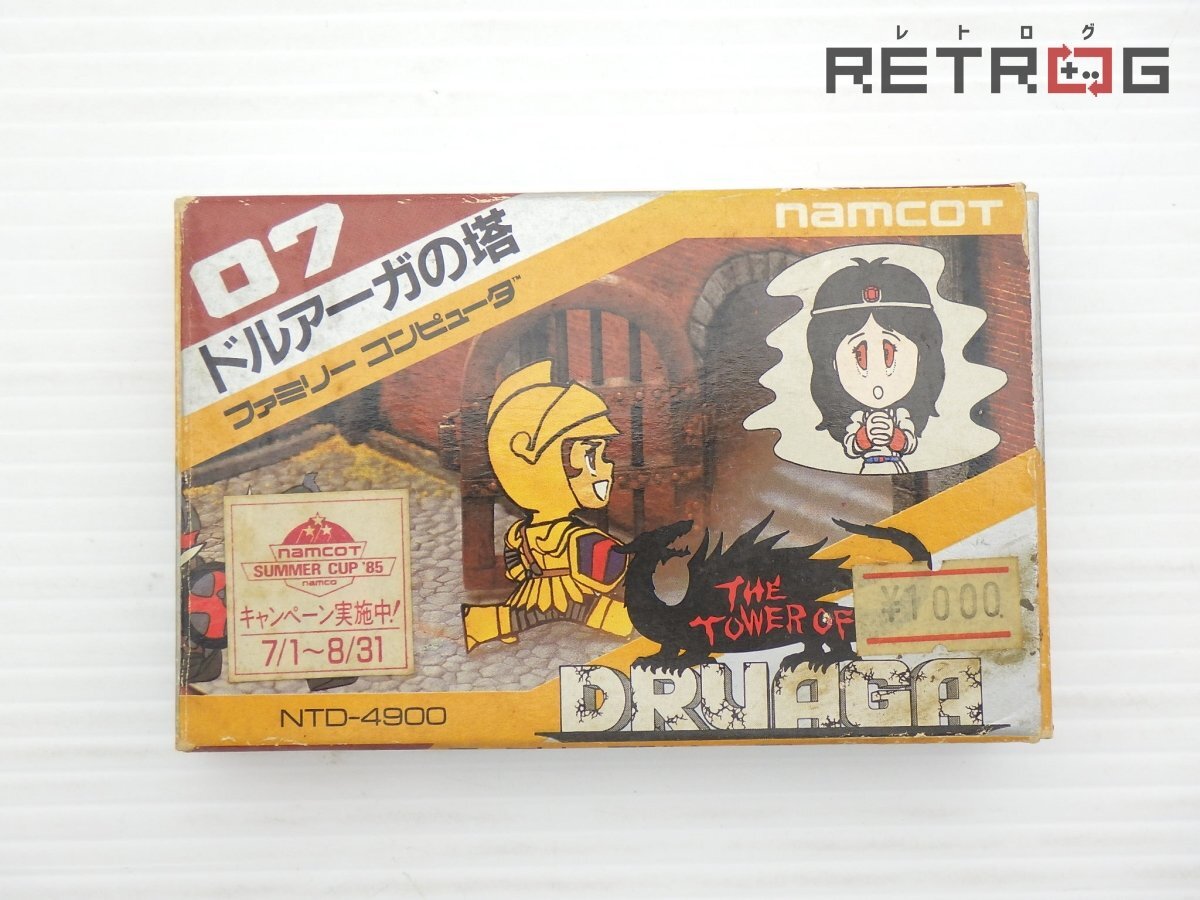 レトログ
RETROG
namcoT
07
ドルアーガの塔
ファミリー コンピュータ™
namcoT
SUMMER CUP '85
namco
キャンペーン実施中!
7/1～8/31
THE
TOWER OF
DRUAGA
¥1000.
NTD-4900